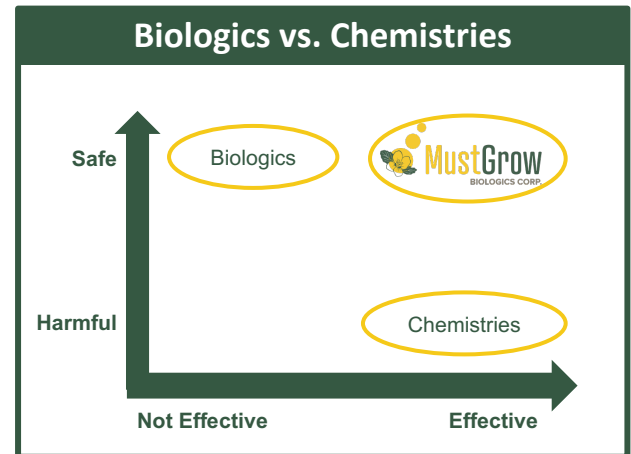 Biologics vs. Chemistries
Safe
Biologics
MustGrow
BIOLOGICS CORP.
Harmful
Chemistries
Not Effective
Effective